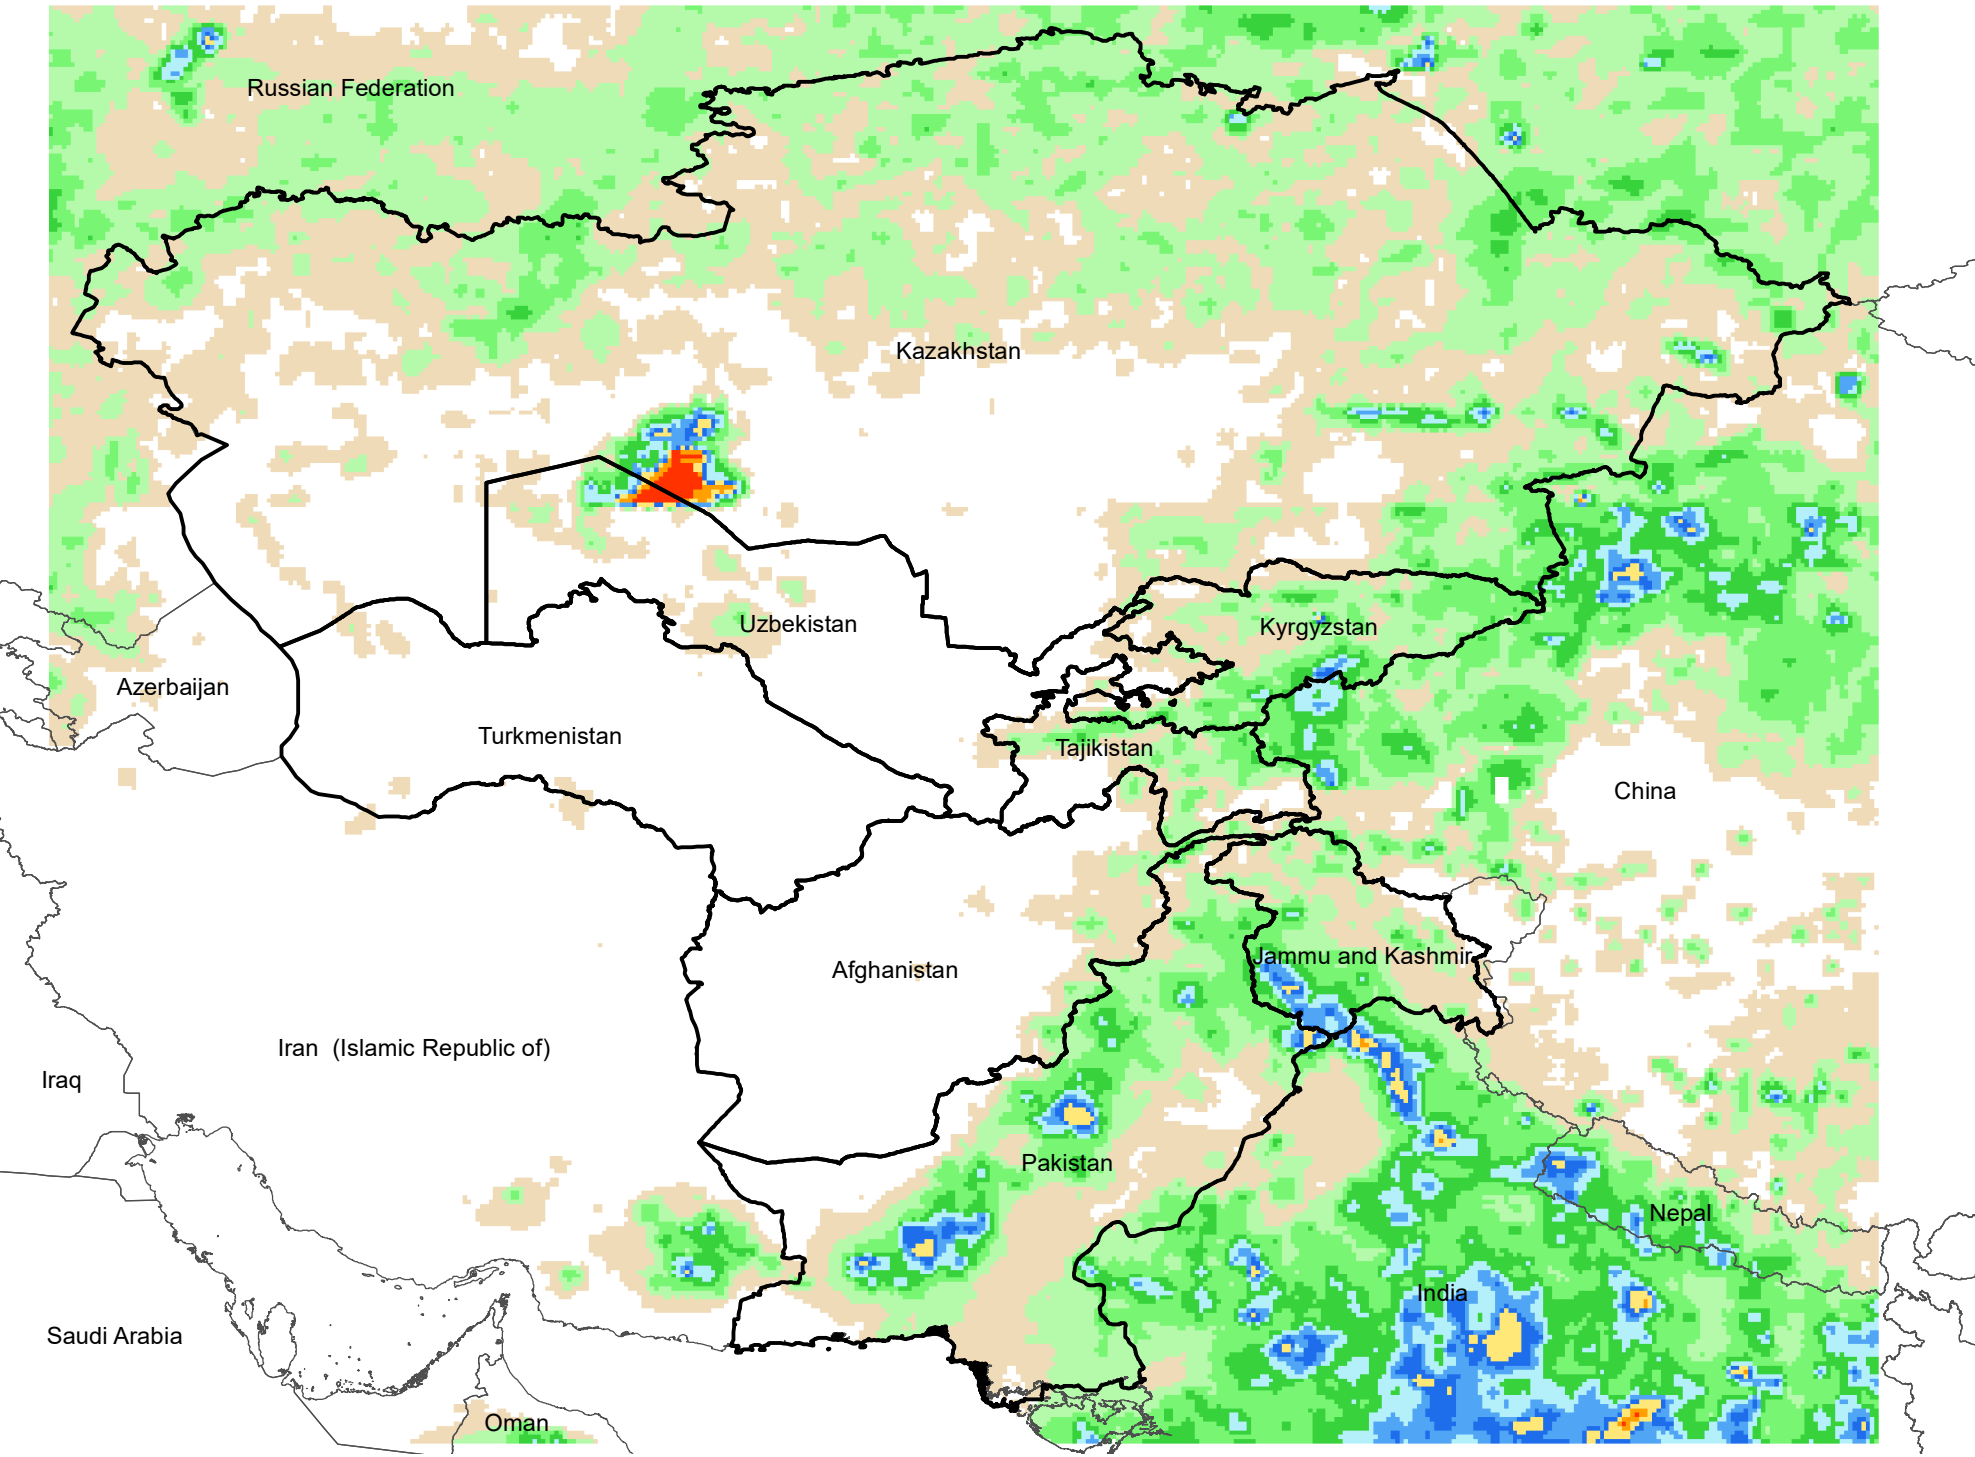 Russian Federation
Kazakhstan
Uzbekistan
Kyrgyzstan
Azerbaijan
Turkmenistan
Tajikistan
China
Jammu and Kashmir
Afghanistan
Iran  (Islamic Republic of)
Iraq
Pakistan
Nepal
India
Saudi Arabia
Oman